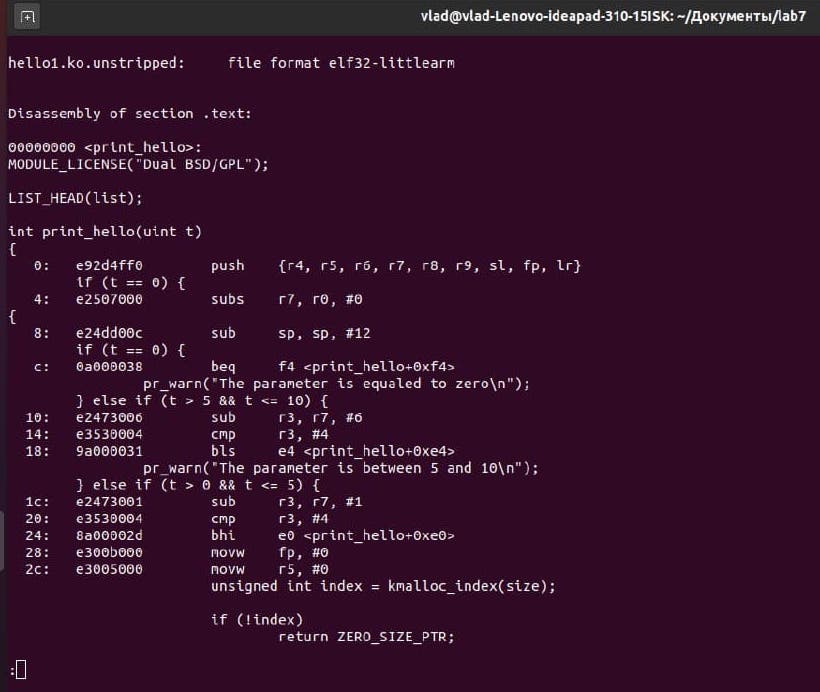 vlad@vlad-Lenovo-ideapad-310-15ISK: ~/Документы/lab7
hello1.ko.unstripped:     file format elf32-littlearm
Disassembly of section .text:
00000000 <print_hello>:
MODULE_LICENSE("Dual BSD/GPL");
LIST_HEAD(list);
int print_hello(uint t)
{
   0:   e92d4ff0        push    {r4, r5, r6, r7, r8, r9, sl, fp, lr}
        if (t == 0) {
   4:   e2507000        subs    r7, r0, #0
{
   8:   e24dd00c        sub     sp, sp, #12
        if (t == 0) {
   c:   0a000038        beq     f4 <print_hello+0xf4>
                pr_warn("The parameter is equaled to zero\n");
        } else if (t > 5 && t <= 10) {
  10:   e2473006        sub     r3, r7, #6
  14:   e3530004        cmp     r3, #4
  18:   9a000031        bls     e4 <print_hello+0xe4>
                pr_warn("The parameter is between 5 and 10\n");
        } else if (t > 0 && t <= 5) {
  1c:   e2473001        sub     r3, r7, #1
  20:   e3530004        cmp     r3, #4
  24:   8a00002d        bhi     e0 <print_hello+0xe0>
  28:   e300b000        movw    fp, #0
  2c:   e3005000        movw    r5, #0
                        unsigned int index = kmalloc_index(size);
                        if (!index)
                                return ZERO_SIZE_PTR;
: